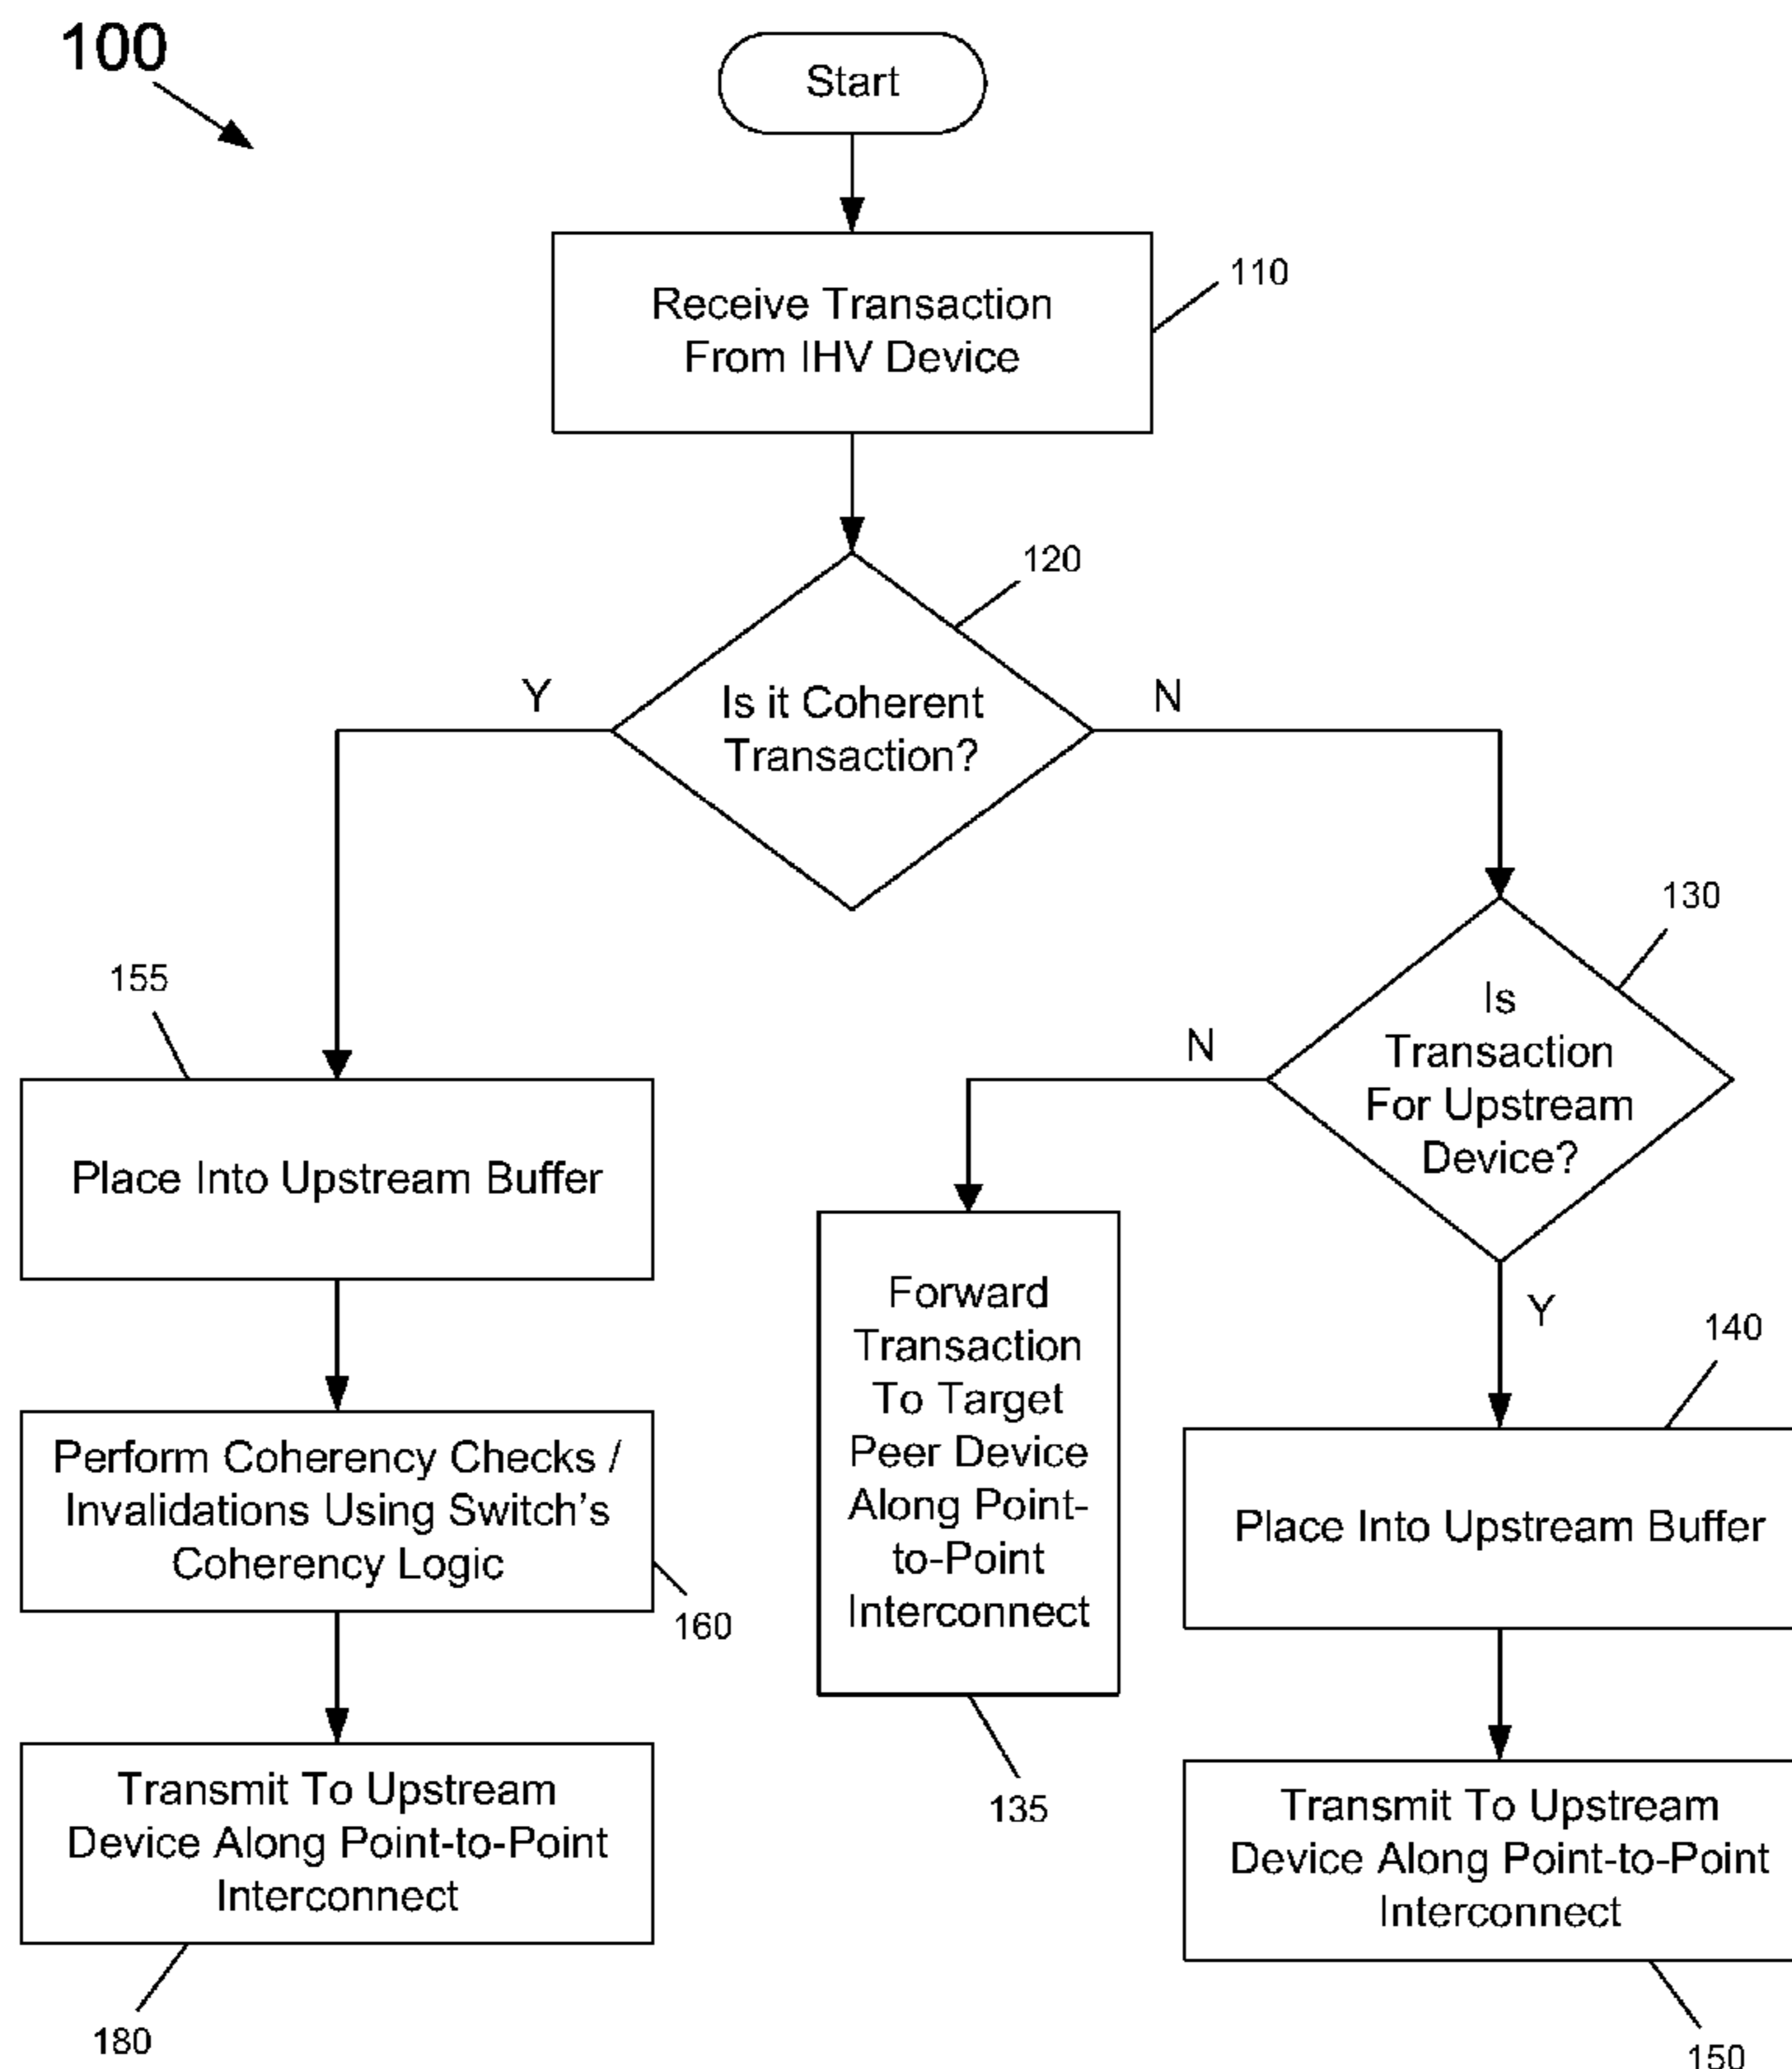 100
Start
Receive Transaction
From IHV Device
110
120
Is it Coherent
Transaction?
Y
N
130
Is
Transaction
For Upstream
Device?
N
Y
155
Place Into Upstream Buffer
Forward
Transaction
To Target
Peer Device
Along Point-
to-Point
Interconnect
135
140
Place Into Upstream Buffer
Perform Coherency Checks /
Invalidations Using Switch's
Coherency Logic
160
Transmit To Upstream
Device Along Point-to-Point
Interconnect
180
Transmit To Upstream
Device Along Point-to-Point
Interconnect
150